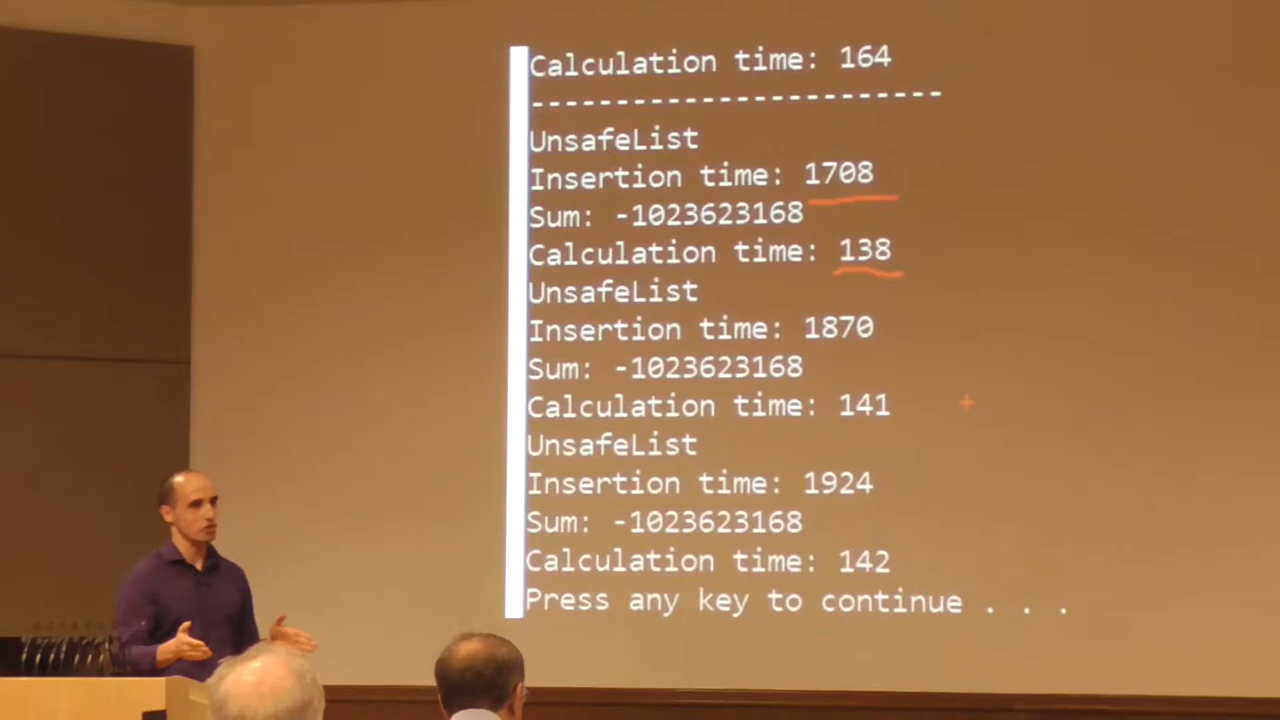 Calculation time: 164
------------------------
UnsafeList
Insertion time: 1708
Sum: -1023623168
Calculation time: 138
UnsafeList
Insertion time: 1870
Sum: -1023623168
Calculation time: 141
UnsafeList
Insertion time: 1924
Sum: -1023623168
Calculation time: 142
Press any key to continue . . .